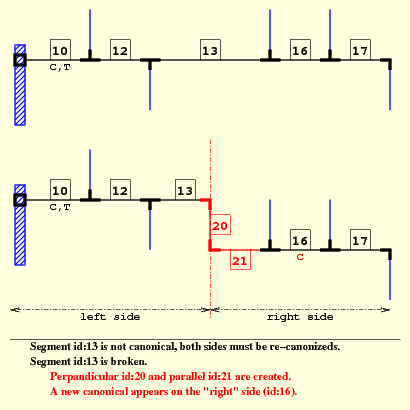 10 12 13 16 17
C,T
10 12 13
C,T
20
16 17
C
21
left side right side
Segment id:13 is not canonical, both sides must be re-canonizeds.
Segment id:13 is broken.
Perpandicular id:20 and parallel id:21 are created.
A new canonical appears on the "right" side (id:16).